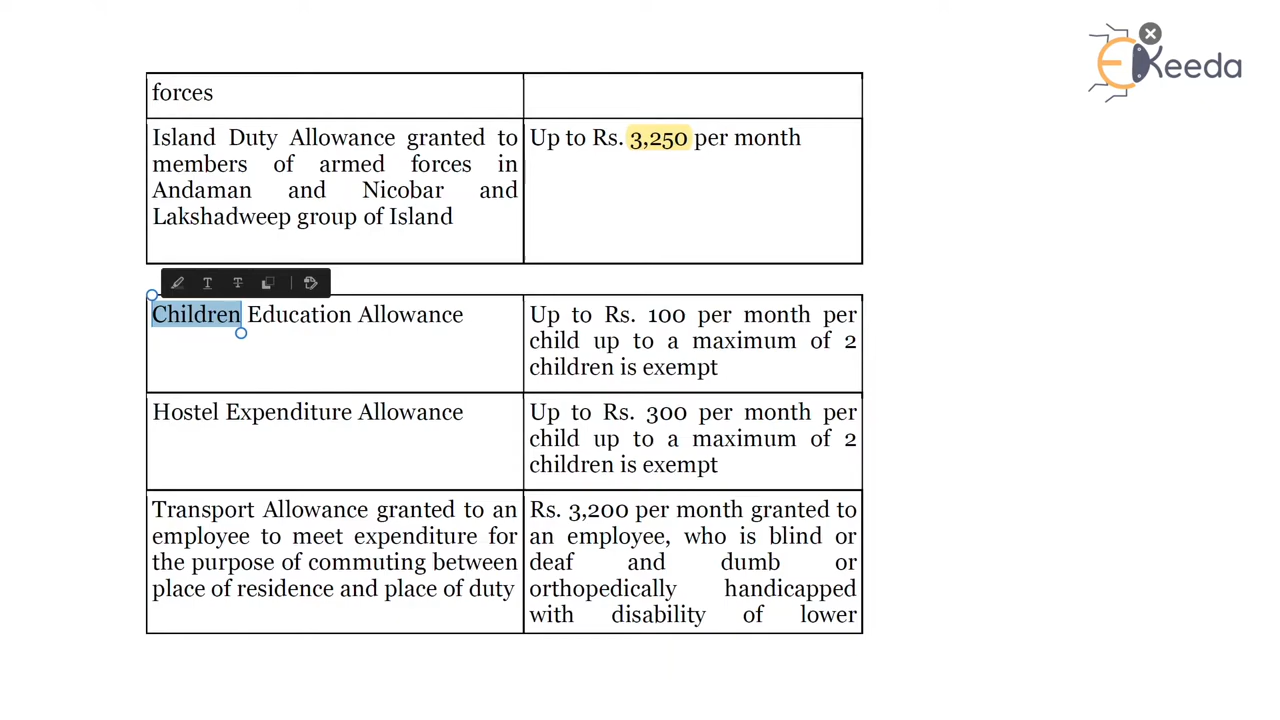 EKeeda
forces
Island Duty Allowance granted to
members of armed forces in
Andaman and Nicobar and
Lakshadweep group of Island
Up to Rs. 3,250 per month
Children Education Allowance
Up to Rs. 100 per month per
child up to a maximum of 2
children is exempt
Hostel Expenditure Allowance
Up to Rs. 300 per month per
child up to a maximum of 2
children is exempt
Transport Allowance granted to an
employee to meet expenditure for
the purpose of commuting between
place of residence and place of duty
Rs. 3,200 per month granted to
an employee, who is blind or
deaf and dumb or
orthopedically handicapped
with disability of lower